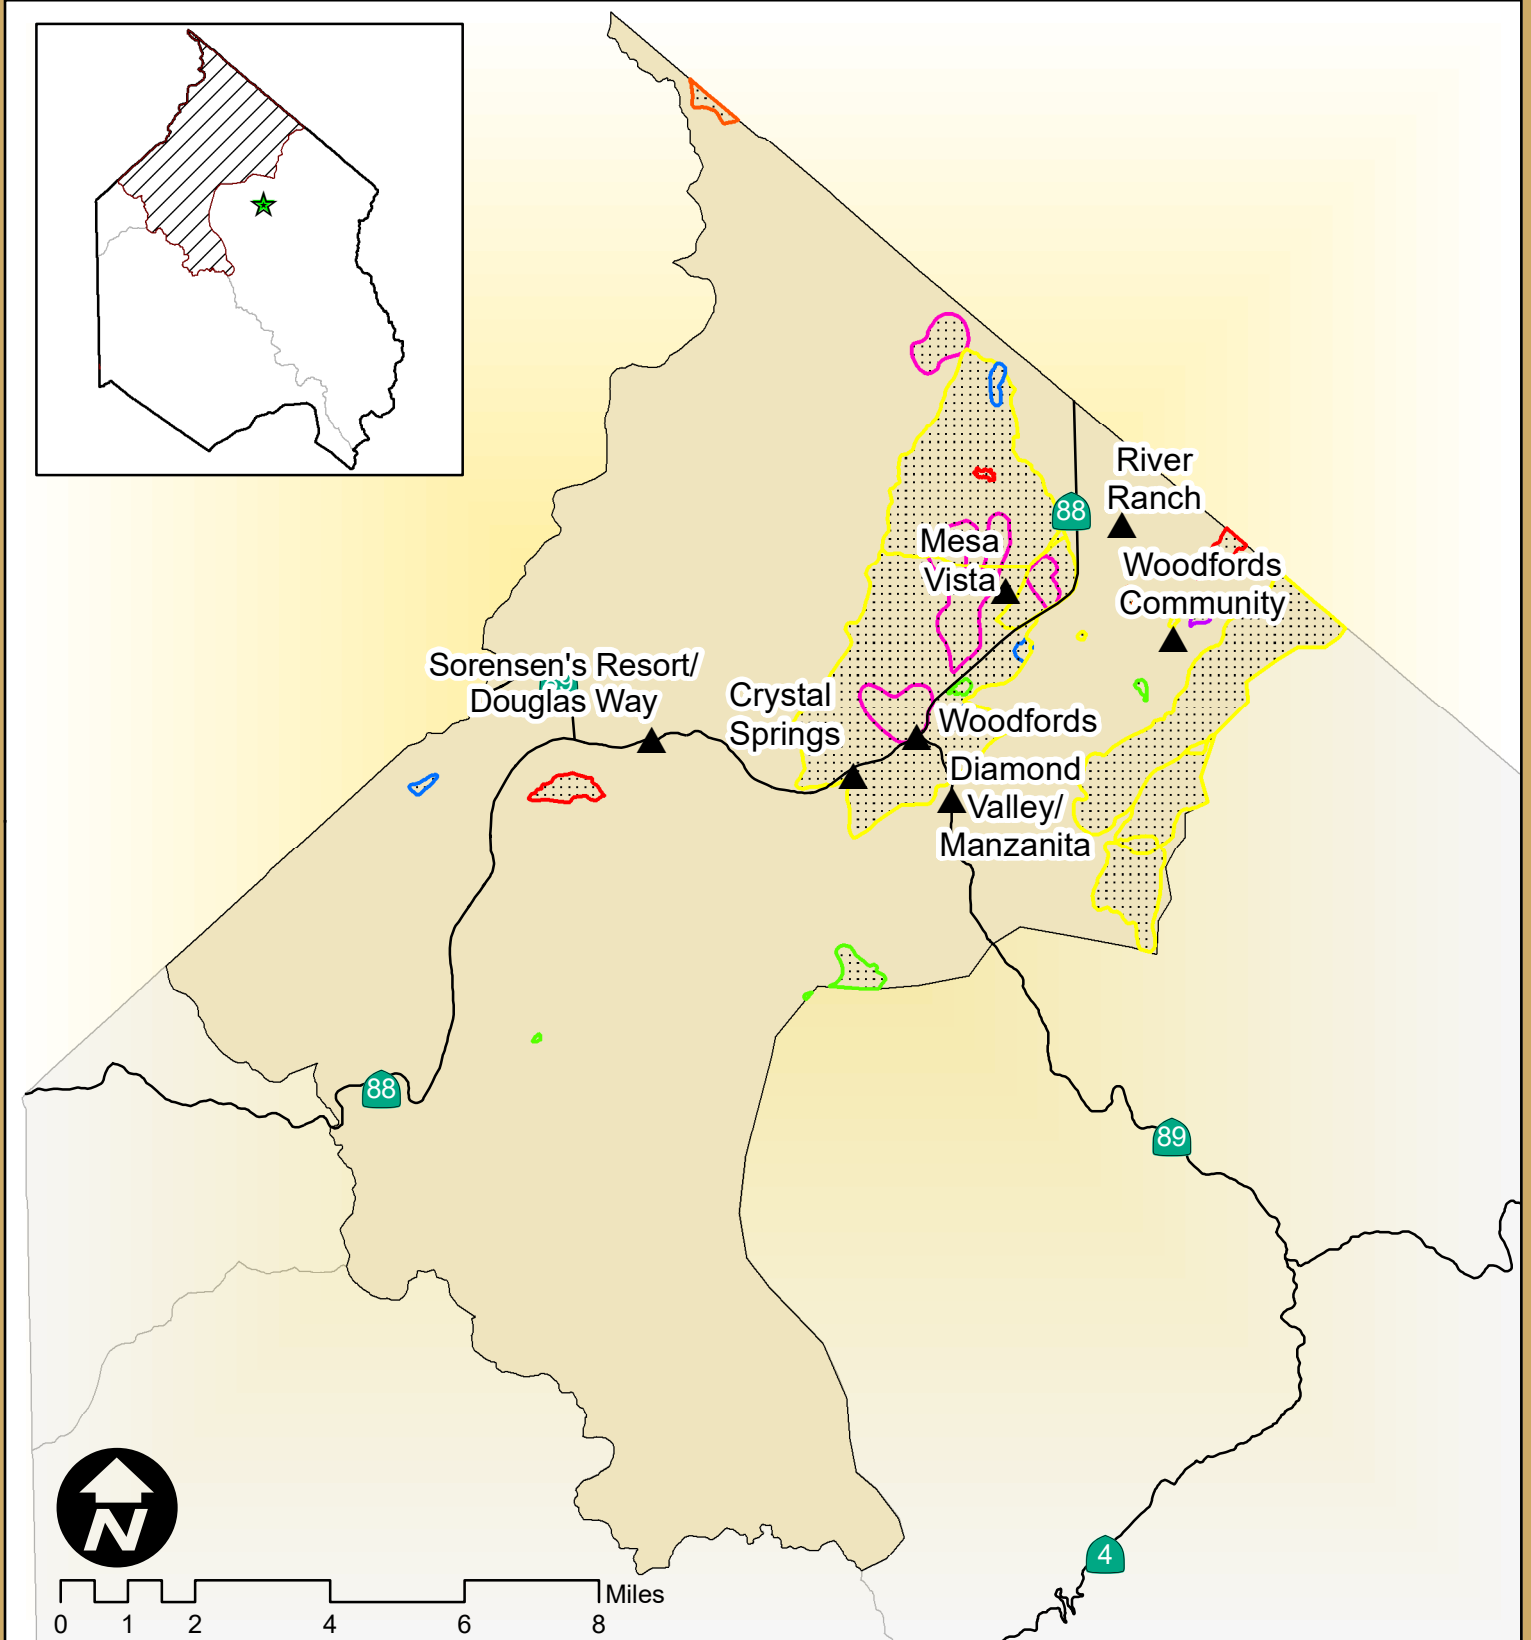 River
Ranch
88
Mesa
Vista
Woodfords
Community
Sorensen's Resort/
Douglas Way
Crystal
Springs
Woodfords
Diamond
Valley/
Manzanita
88
89
4
N
Miles
0 1 2 4 6 8